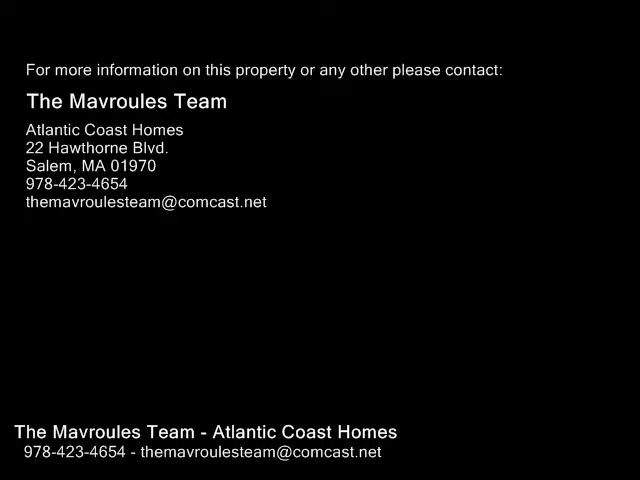 For more information on this property or any other please contact:
The Mavroules Team
Atlantic Coast Homes
22 Hawthorne Blvd.
Salem, MA 01970
978-423-4654
themavroulesteam@comcast.net
The Mavroules Team - Atlantic Coast Homes
978-423-4654 - themavroulesteam@comcast.net